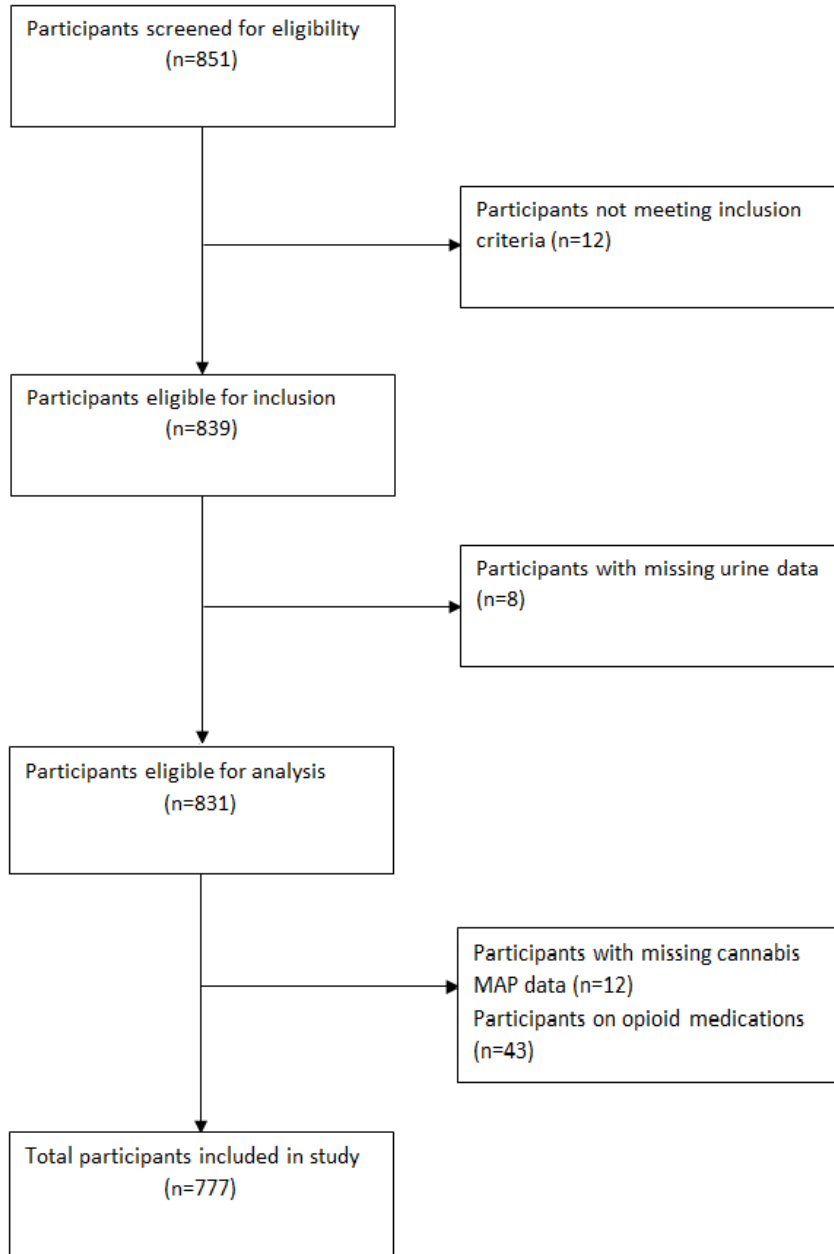 Participants screened for eligibility
(n=851)
Participants not meeting inclusion
criteria (n=12)
Participants eligible for inclusion
(n=839)
Participants with missing urine data
(n=8)
Participants eligible for analysis
(n=831)
Participants with missing cannabis
MAP data (n=12)
Participants on opioid medications
(n=43)
Total participants included in study
(n=777)